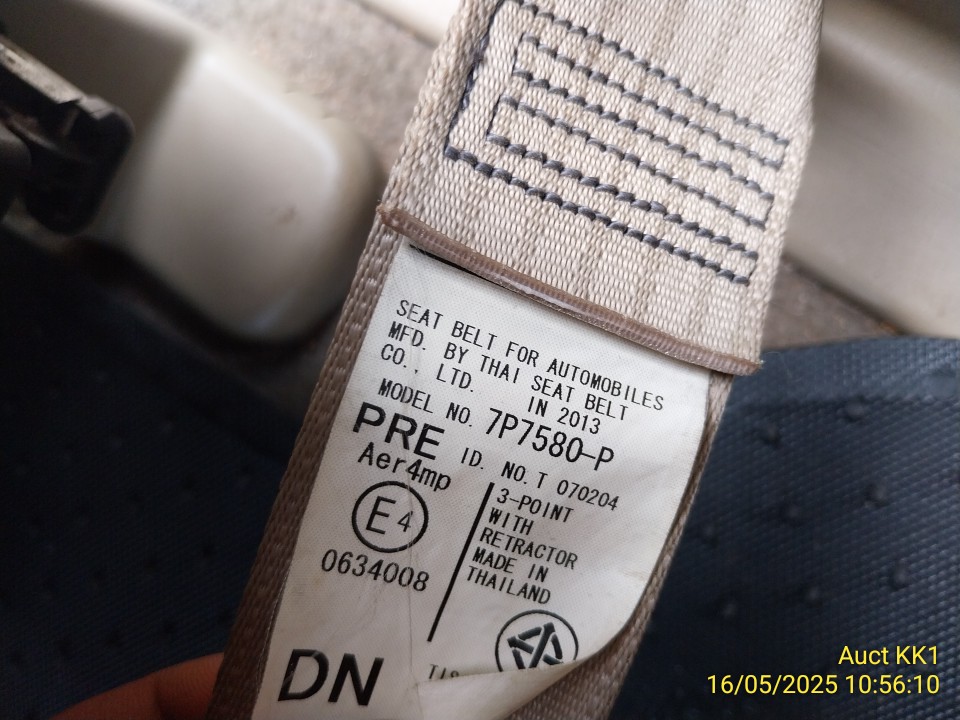 SEAT BELT FOR AUTOMOBILES
MFD. BY THAI SEAT BELT
CO., LTD. IN 2013
MODEL NO. 7P7580-P
PRE ID. NO. T 070204
Aer4mp
E4
0634008
3-POINT
WITH
RETRACTOR
MADE IN
THAILAND
DN
Auct KK1
16/05/2025 10:56:10